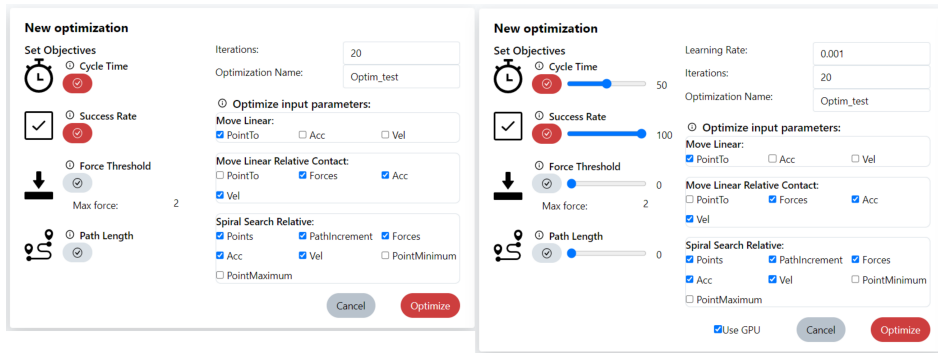 New optimization
Set Objectives
Cycle Time
Success Rate
Force Threshold
Max force: 2
Path Length
Iterations: 20
Optimization Name: Optim_test
Optimize input parameters:
Move Linear:
PointTo Acc Vel
Move Linear Relative Contact:
PointTo Forces Acc
Vel
Spiral Search Relative:
Points PathIncrement Forces
Acc Vel PointMinimum
PointMaximum
Cancel Optimize
New optimization
Set Objectives
Cycle Time
50
Success Rate
100
Force Threshold
0
Max force: 2
Path Length
0
Learning Rate: 0.001
Iterations: 20
Optimization Name: Optim_test
Optimize input parameters:
Move Linear:
PointTo Acc Vel
Move Linear Relative Contact:
PointTo Forces Acc
Vel
Spiral Search Relative:
Points PathIncrement Forces
Acc Vel PointMinimum
PointMaximum
Use GPU Cancel Optimize